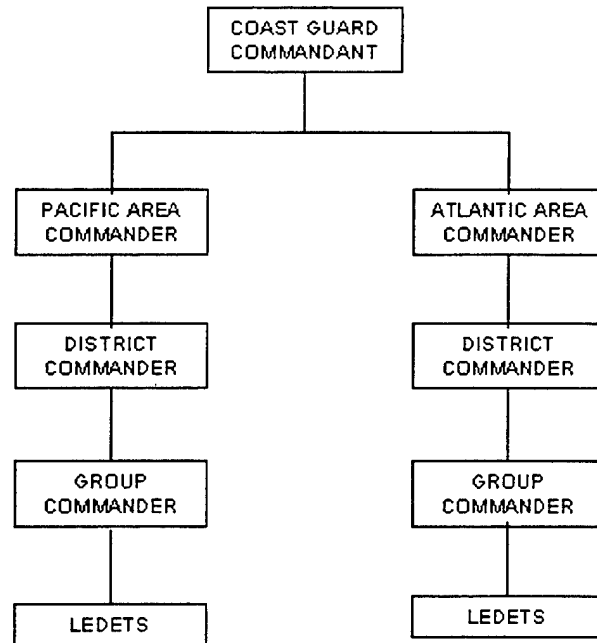 COAST GUARD
COMMANDANT
PACIFIC AREA
COMMANDER
ATLANTIC AREA
COMMANDER
DISTRICT
COMMANDER
DISTRICT
COMMANDER
GROUP
COMMANDER
GROUP
COMMANDER
LEDETS
LEDETS